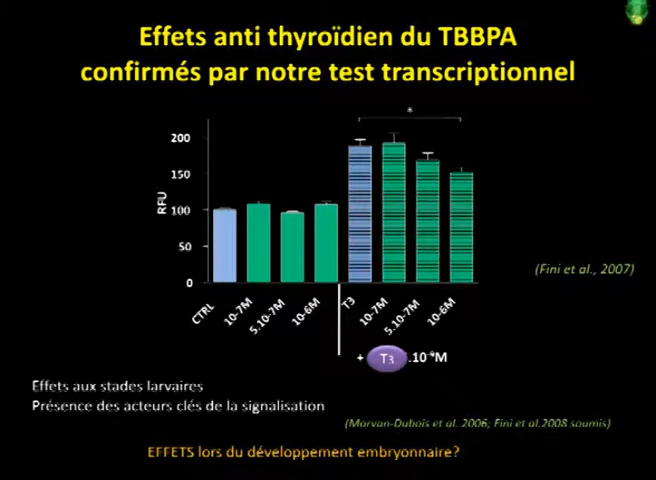 Effets anti thyroïdien du TBBPA
confirmés par notre test transcriptionnel
*
200
150
100
50
0
RFU
CTRL
10-7M
5.10-7M
10-6M
T3
10-7M
5.10-7M
10-6M
(Fini et al., 2007)
+ T3 .10⁻⁹M
Effets aux stades larvaires
Présence des acteurs clés de la signalisation
(Morvan-Dubois et al. 2006; Fini et al.2008 soumis)
EFFETS lors du développement embryonnaire?